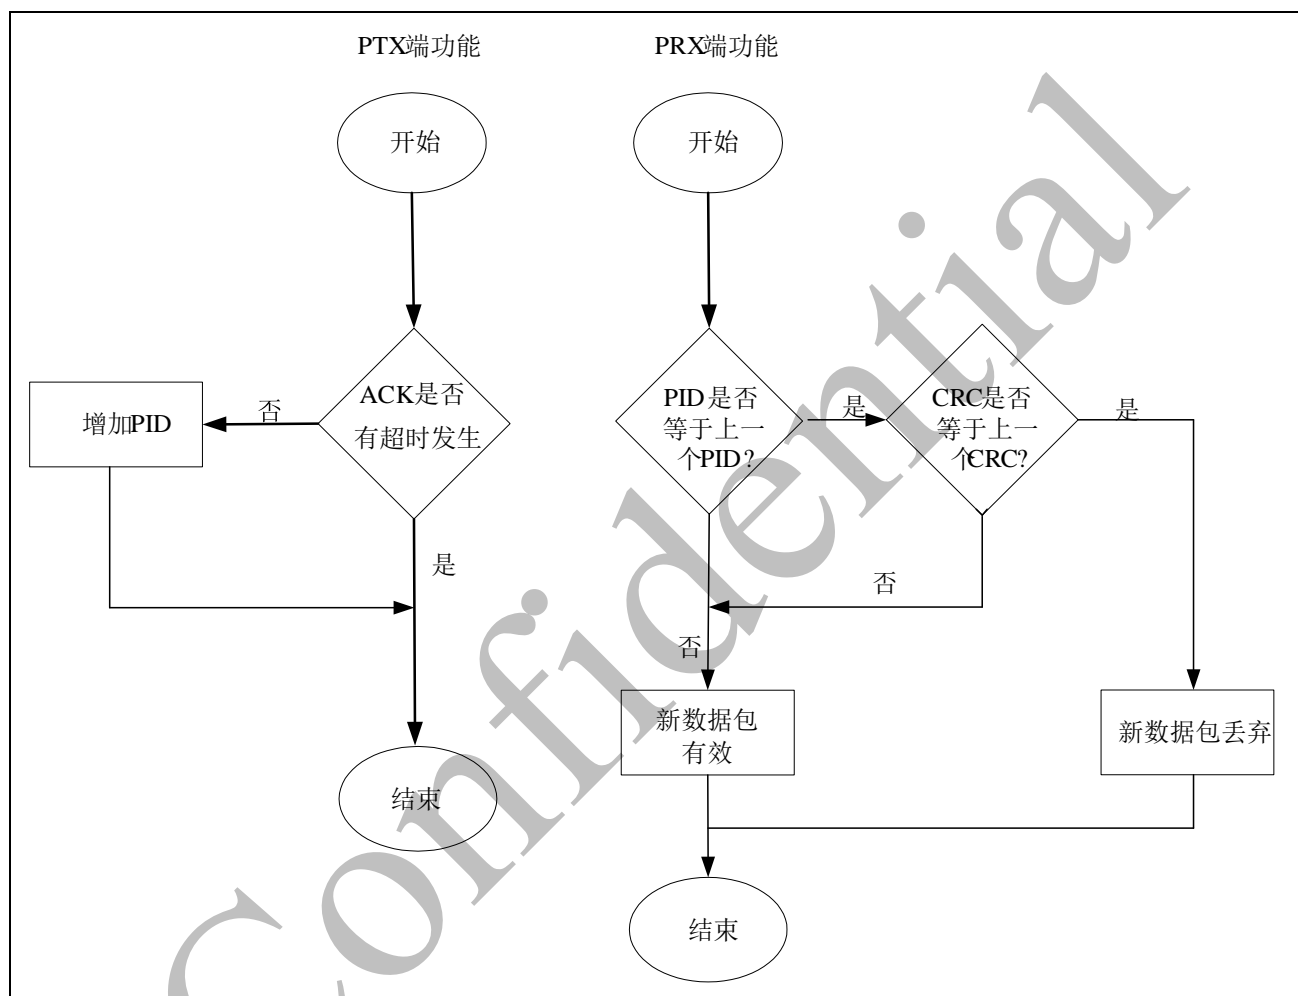 PTX端功能
PRX端功能
开始
开始
ACK是否
有超时发生
增加PID
否
是
结束
PID是否
等于上一
个PID?
是
CRC是否
等于上一
个CRC?
是
否
否
新数据包
有效
新数据包丢弃
结束
Confidential